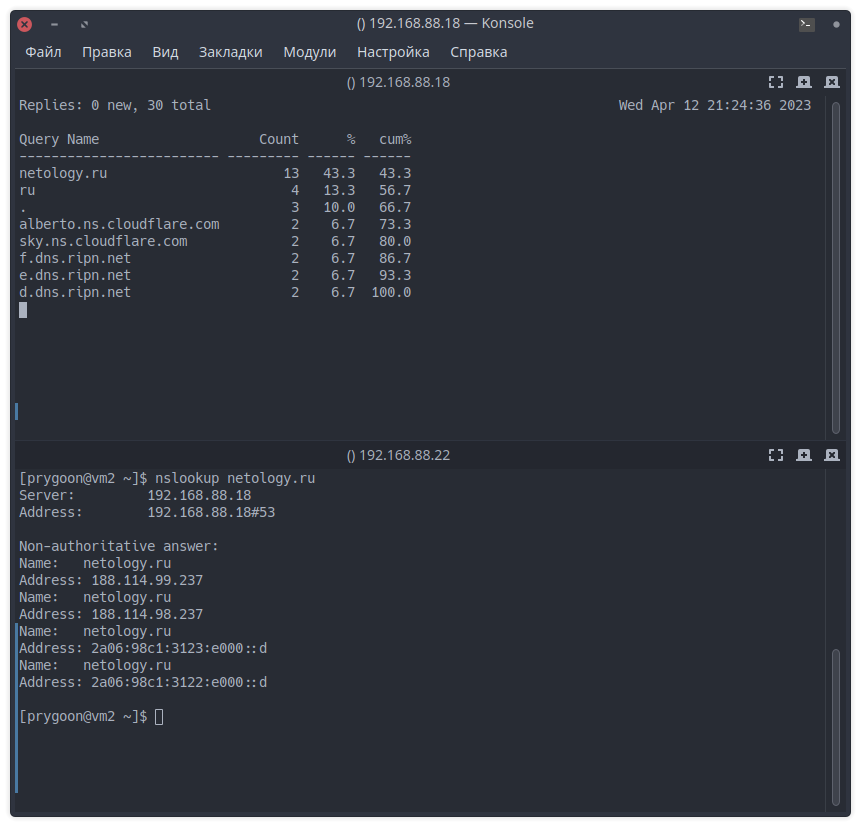 () 192.168.88.18 — Konsole
Файл Правка Вид Закладки Модули Настройка Справка
() 192.168.88.18
Replies: 0 new, 30 total Wed Apr 12 21:24:36 2023
Query Name Count % cum%
------------------------- --------- ------ ------
netology.ru 13 43.3 43.3
ru 4 13.3 56.7
. 3 10.0 66.7
alberto.ns.cloudflare.com 2 6.7 73.3
sky.ns.cloudflare.com 2 6.7 80.0
f.dns.ripn.net 2 6.7 86.7
e.dns.ripn.net 2 6.7 93.3
d.dns.ripn.net 2 6.7 100.0
() 192.168.88.22
[prygoon@vm2 ~]$ nslookup netology.ru
Server: 192.168.88.18
Address: 192.168.88.18#53
Non-authoritative answer:
Name: netology.ru
Address: 188.114.99.237
Name: netology.ru
Address: 188.114.98.237
Name: netology.ru
Address: 2a06:98c1:3123:e000::d
Name: netology.ru
Address: 2a06:98c1:3122:e000::d
[prygoon@vm2 ~]$